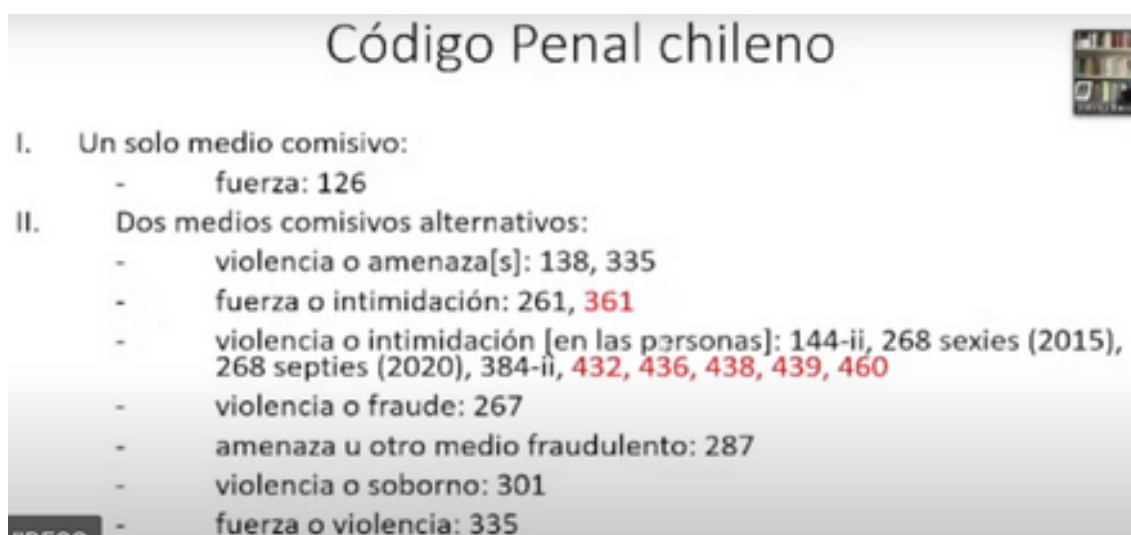 Código Penal chileno
I. Un solo medio comisivo:
- fuerza: 126
II. Dos medios comisivos alternativos:
- violencia o amenaza[s]: 138, 335
- fuerza o intimidación: 261, 361
- violencia o intimidación [en las personas]: 144-ii, 268 sexies (2015),
268 septies (2020), 384-ii, 432, 436, 438, 439, 460
- violencia o fraude: 267
- amenaza u otro medio fraudulento: 287
- violencia o soborno: 301
- fuerza o violencia: 335